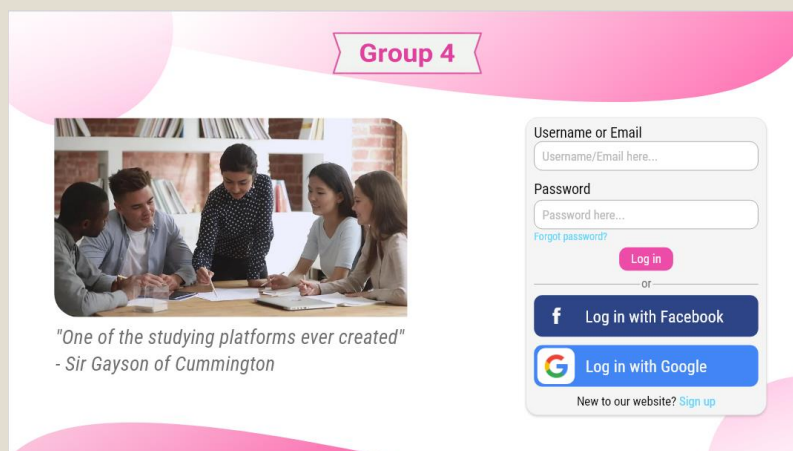 Group 4
"One of the studying platforms ever created"
- Sir Gayson of Cummington
Username or Email
Username/Email here...
Password
Password here...
Forgot password?
Log in
or
f Log in with Facebook
G Log in with Google
New to our website? Sign up